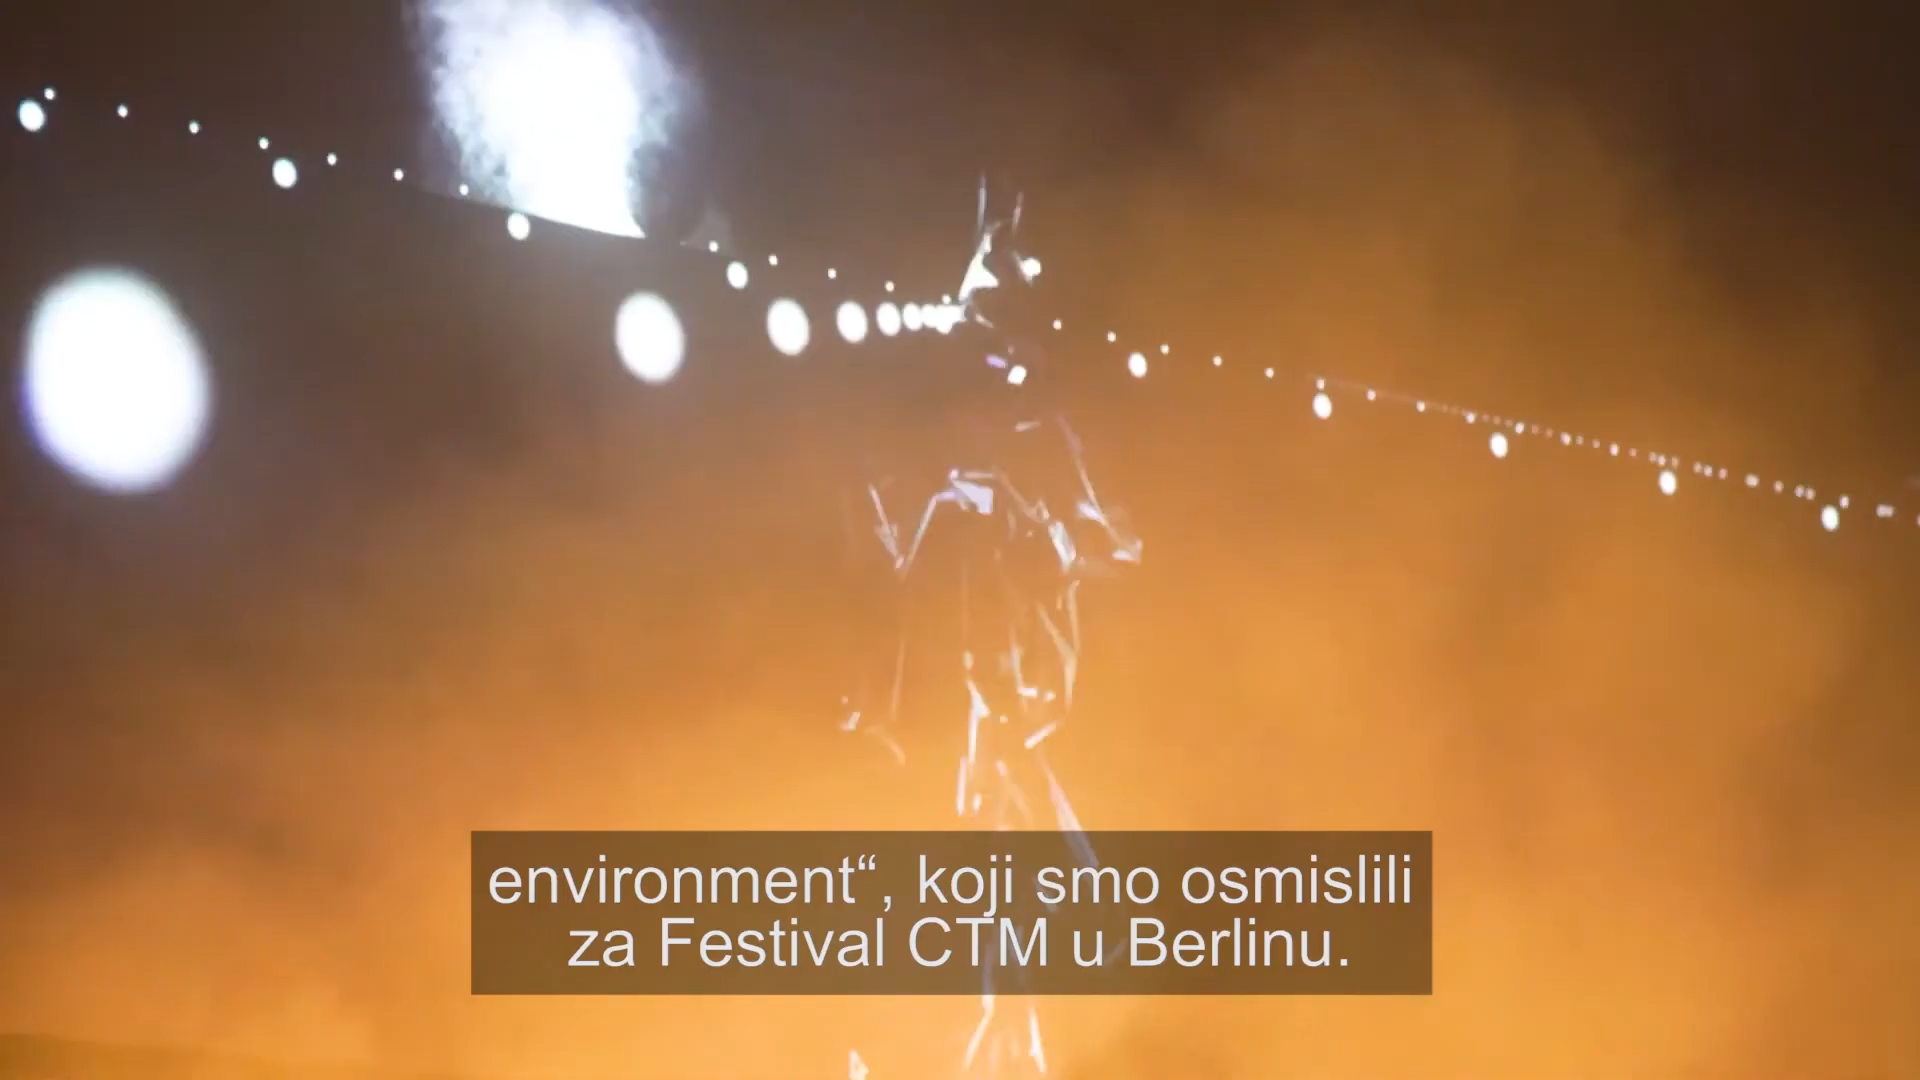 environment“, koji smo osmislili
za Festival CTM u Berlinu.